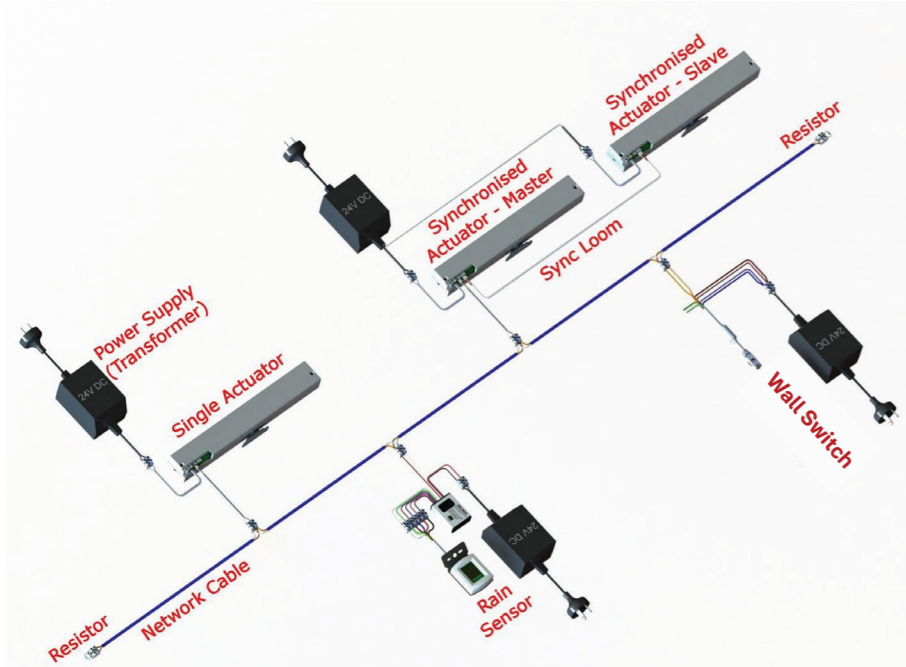 Synchronised
Actuator - Slave
Resistor
24V DC
Synchronised
Actuator - Master
Sync Loom
Power Supply
(Transformer)
24V DC
Single Actuator
24V DC
Wall Switch
24V DC
Rain
Sensor
Network Cable
Resistor